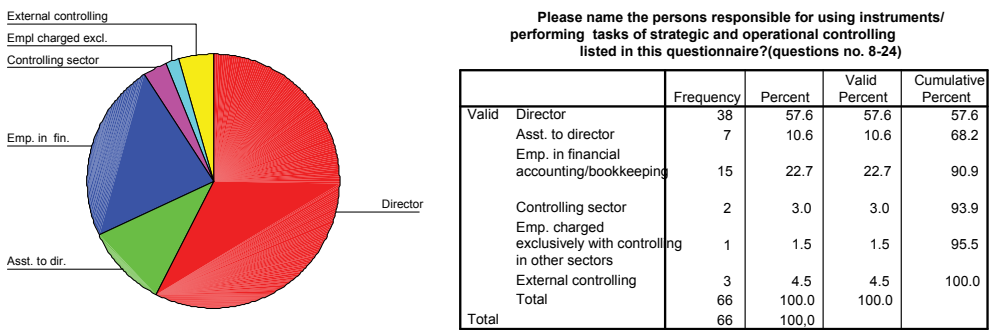 External controlling
Empl charged excl.
Controlling sector
Emp. in fin.
Asst. to dir.
Director
Please name the persons responsible for using instruments/
performing tasks of strategic and operational controlling
listed in this questionnaire?(questions no. 8-24)
Frequency Percent Valid Percent Cumulative Percent
Valid Director 38 57.6 57.6 57.6
Asst. to director 7 10.6 10.6 68.2
Emp. in financial
accounting/bookkeeping 15 22.7 22.7 90.9
Controlling sector 2 3.0 3.0 93.9
Emp. charged
exclusively with controlling 1 1.5 1.5 95.5
in other sectors
External controlling 3 4.5 4.5 100.0
Total 66 100.0 100.0
Total 66 100,0